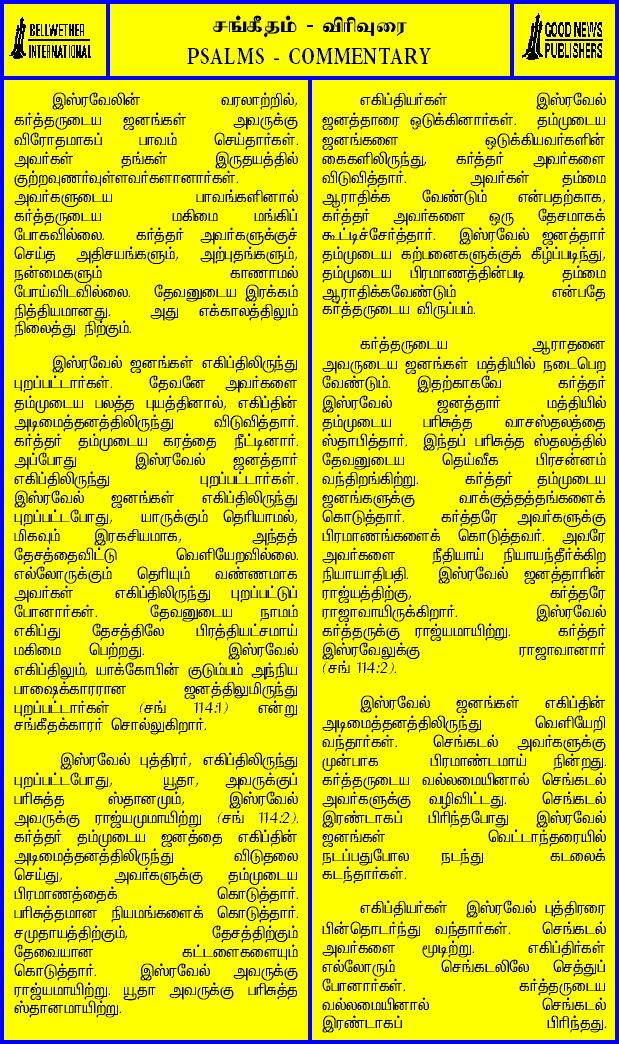 BELLWETHER
INTERNATIONAL
சங்கீதம் - விரிவுரை
PSALMS - COMMENTARY
GOOD NEWS
PUBLISHERS
இஸ்ரவேலின் வரலாற்றில்,
கர்த்தருடைய ஜனங்கள் அவருக்கு
விரோதமாகப் பாவம் செய்தார்கள்.
அவர்கள் தங்கள் இருதயத்தில்
குற்றவுணர்வுள்ளவர்களானார்கள்.
அவர்களுடைய பாவங்களினால்
கர்த்தருடைய மகிமை மங்கிப்
போகவில்லை. கர்த்தர் அவர்களுக்குச்
செய்த அதிசயங்களும், அற்புதங்களும்,
நன்மைகளும் காணாமல்
போய்விடவில்லை. தேவனுடைய இரக்கம்
நித்தியமானது. அது எக்காலத்திலும்
நிலைத்து நிற்கும்.
இஸ்ரவேல் ஜனங்கள் எகிப்திலிருந்து
புறப்பட்டார்கள். தேவனே அவர்களை
தம்முடைய பலத்த புயத்தினால், எகிப்தின்
அடிமைத்தனத்திலிருந்து விடுவித்தார்.
கர்த்தர் தம்முடைய கரத்தை நீட்டினார்.
அப்போது இஸ்ரவேல் ஜனத்தார்
எகிப்திலிருந்து புறப்பட்டார்கள்.
இஸ்ரவேல் ஜனங்கள் எகிப்திலிருந்து
புறப்பட்டபோது, யாருக்கும் தெரியாமல்,
மிகவும் இரகசியமாக, அந்தத்
தேசத்தைவிட்டு வெளியேறவில்லை.
எல்லோருக்கும் தெரியும் வண்ணமாக
அவர்கள் எகிப்திலிருந்து புறப்பட்டுப்
போனார்கள். தேவனுடைய நாமம்
எகிப்து தேசத்திலே பிரத்தியட்சமாய்
மகிமை பெற்றது. இஸ்ரவேல்
எகிப்திலும், யாக்கோபின் குடும்பம் அந்நிய
பாஷைக்காரரான ஜனத்திலுமிருந்து
புறப்பட்டார்கள் (சங் 114:1) என்று
சங்கீதக்காரர் சொல்லுகிறார்.
இஸ்ரவேல் புத்திரர், எகிப்திலிருந்து
புறப்பட்டபோது, யூதா, அவருக்குப்
பரிசுத்த ஸ்தானமும், இஸ்ரவேல்
அவருக்கு ராஜ்யமுமாயிற்று (சங் 114:2).
கர்த்தர் தம்முடைய ஜனத்தை எகிப்தின்
அடிமைத்தனத்திலிருந்து விடுதலை
செய்து, அவர்களுக்கு தம்முடைய
பிரமாணத்தைக் கொடுத்தார்.
பரிசுத்தமான நியமங்களைக் கொடுத்தார்.
சமுதாயத்திற்கும், தேசத்திற்கும்
தேவையான கட்டளைகளையும்
கொடுத்தார். இஸ்ரவேல் அவருக்கு
ராஜ்யமாயிற்று. யூதா அவருக்கு பரிசுத்த
ஸ்தானமாயிற்று.
எகிப்தியர்கள் இஸ்ரவேல்
ஜனத்தாரை ஒடுக்கினார்கள். தம்முடைய
ஜனங்களை ஒடுக்கியவர்களின்
கைகளிலிருந்து, கர்த்தர் அவர்களை
விடுவித்தார். அவர்கள் தம்மை
ஆராதிக்க வேண்டும் என்பதற்காக,
கர்த்தர் அவர்களை ஒரு தேசமாகக்
கூட்டிச்சேர்த்தார். இஸ்ரவேல் ஜனத்தார்
தம்முடைய கற்பனைகளுக்குக் கீழ்ப்படிந்து,
தம்முடைய பிரமாணத்தின்படி தம்மை
ஆராதிக்கவேண்டும் என்பதே
கர்த்தருடைய விருப்பம்.
கர்த்தருடைய ஆராதனை
அவருடைய ஜனங்கள் மத்தியில் நடைபெற
வேண்டும். இதற்காகவே கர்த்தர்
இஸ்ரவேல் ஜனத்தார் மத்தியில்
தம்முடைய பரிசுத்த வாசஸ்தலத்தை
ஸ்தாபித்தார். இந்தப் பரிசுத்த ஸ்தலத்தில்
தேவனுடைய தெய்வீக பிரசன்னம்
வந்திறங்கிற்று. கர்த்தர் தம்முடைய
ஜனங்களுக்கு வாக்குத்தத்தங்களைக்
கொடுத்தார். கர்த்தரே அவர்களுக்கு
பிரமாணங்களைக் கொடுத்தவர். அவரே
அவர்களை நீதியாய் நியாயந்தீர்க்கிற
நியாயாதிபதி. இஸ்ரவேல் ஜனத்தாரின்
ராஜ்யத்திற்கு, கர்த்தரே
ராஜாவாயிருக்கிறார். இஸ்ரவேல்
கர்த்தருக்கு ராஜ்யமாயிற்று. கர்த்தர்
இஸ்ரவேலுக்கு ராஜாவானார்
(சங் 114:2).
இஸ்ரவேல் ஜனங்கள் எகிப்தின்
அடிமைத்தனத்திலிருந்து வெளியேறி
வந்தார்கள். செங்கடல் அவர்களுக்கு
முன்பாக பிரமாண்டமாய் நின்றது.
கர்த்தருடைய வல்லமையினால் செங்கடல்
அவர்களுக்கு வழிவிட்டது. செங்கடல்
இரண்டாகப் பிரிந்தபோது இஸ்ரவேல்
ஜனங்கள் வெட்டாந்தரையில்
நடப்பதுபோல நடந்து கடலைக்
கடந்தார்கள்.
எகிப்தியர்கள் இஸ்ரவேல் புத்திரரை
பின்தொடர்ந்து வந்தார்கள். செங்கடல்
அவர்களை மூடிற்று. எகிப்திர்கள்
எல்லோரும் செங்கடலிலே செத்துப்
போனார்கள். கர்த்தருடைய
வல்லமையினால் செங்கடல்
இரண்டாகப் பிரிந்தது.